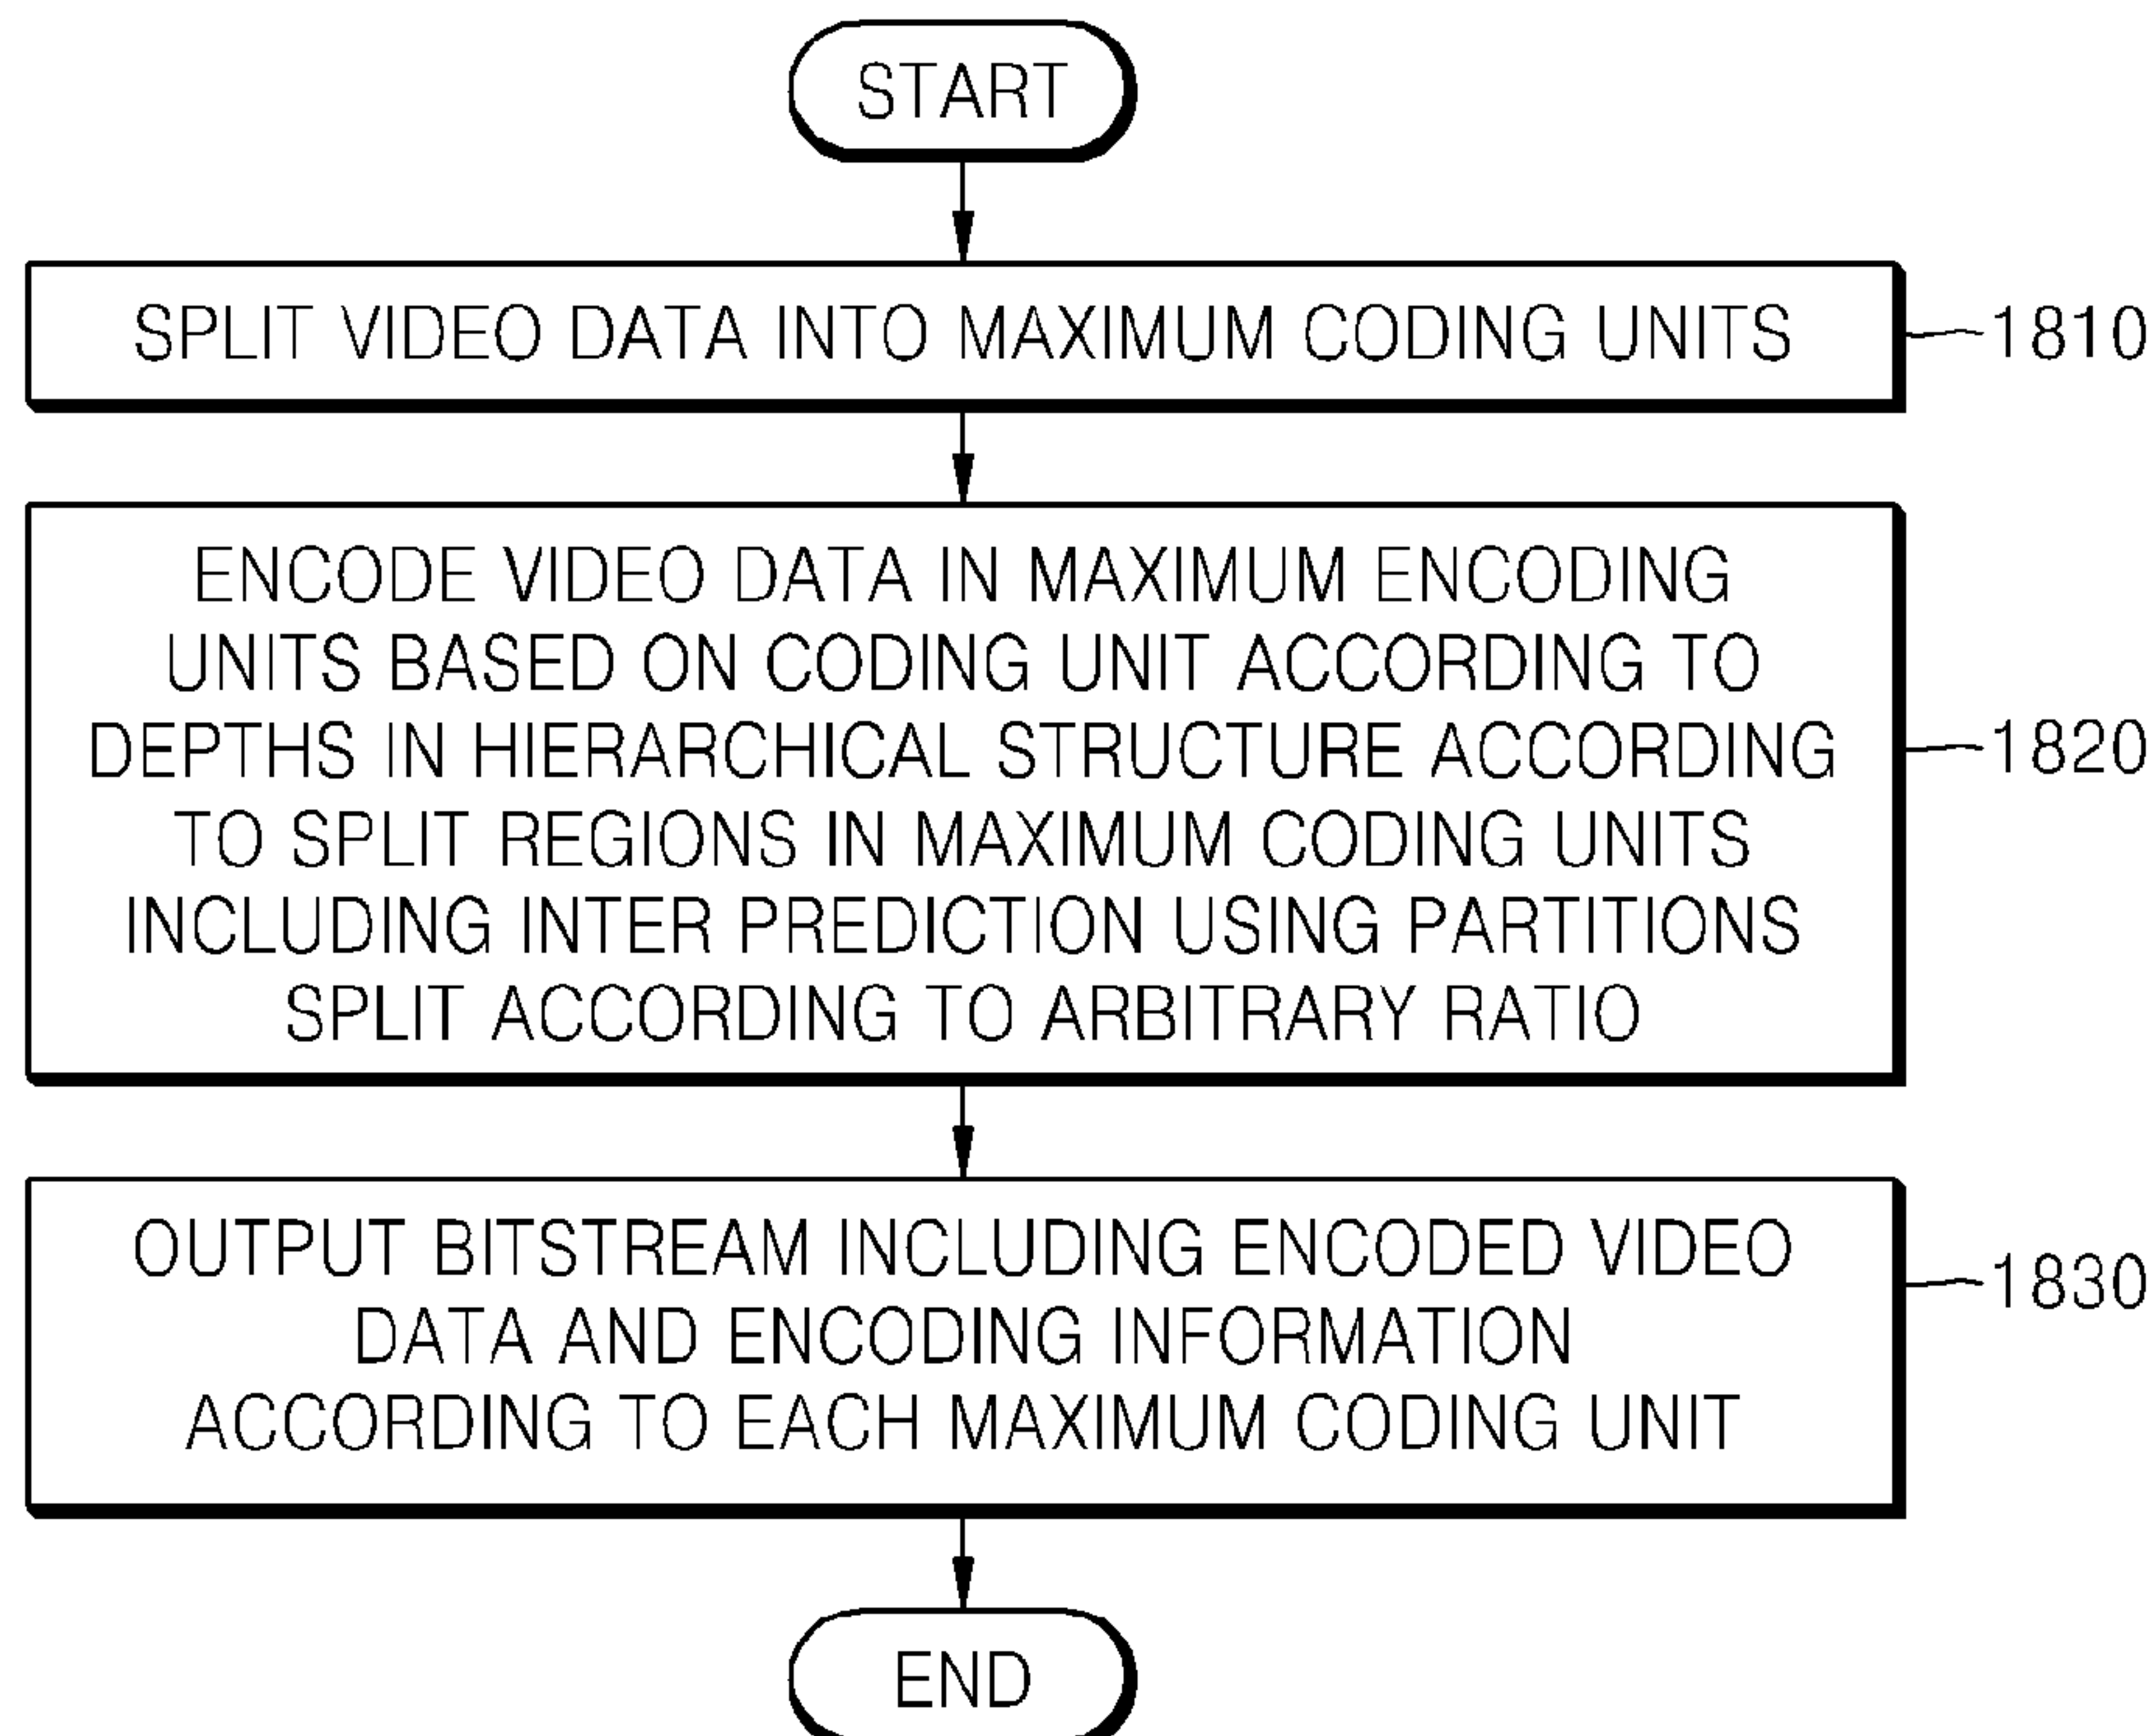 START
SPLIT VIDEO DATA INTO MAXIMUM CODING UNITS
1810
ENCODE VIDEO DATA IN MAXIMUM ENCODING
UNITS BASED ON CODING UNIT ACCORDING TO
DEPTHS IN HIERARCHICAL STRUCTURE ACCORDING
TO SPLIT REGIONS IN MAXIMUM CODING UNITS
INCLUDING INTER PREDICTION USING PARTITIONS
SPLIT ACCORDING TO ARBITRARY RATIO
1820
OUTPUT BITSTREAM INCLUDING ENCODED VIDEO
DATA AND ENCODING INFORMATION
ACCORDING TO EACH MAXIMUM CODING UNIT
1830
END